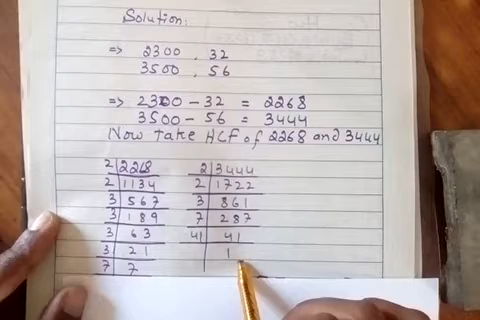 Solution:
⇒ 2300 , 32
3500 , 56
⇒ 2300 - 32 = 2268
3500 - 56 = 3444
Now take HCF of 2268 and 3444
2 | 2268 2 | 3444
2 | 1134 2 | 1722
3 | 567 3 | 861
3 | 189 7 | 287
3 | 63 41 | 41
3 | 21 | 1
7 | 7